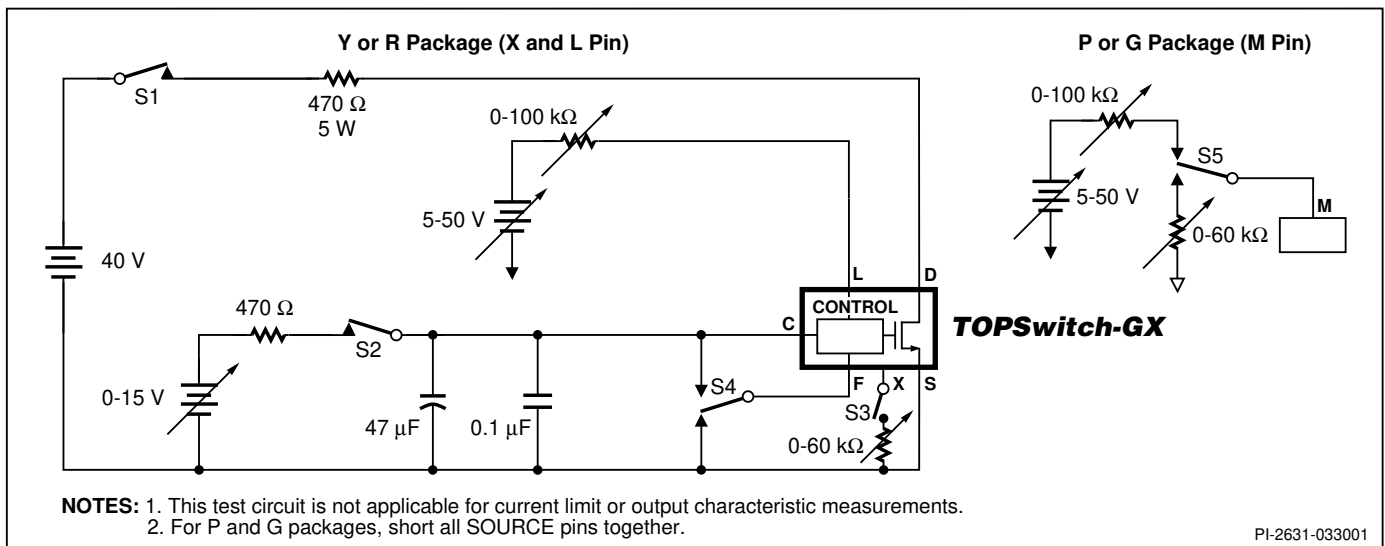 Y or R Package (X and L Pin)
P or G Package (M Pin)
S1
470 Ω
5 W
0-100 kΩ
5-50 V
40 V
L
D
CONTROL
C
TOPSwitch-GX
470 Ω
S2
0-15 V
47 µF
0.1 µF
S4
F
X
S
S3
0-60 kΩ
0-100 kΩ
S5
5-50 V
M
0-60 kΩ
NOTES: 1. This test circuit is not applicable for current limit or output characteristic measurements.
2. For P and G packages, short all SOURCE pins together.
PI-2631-033001